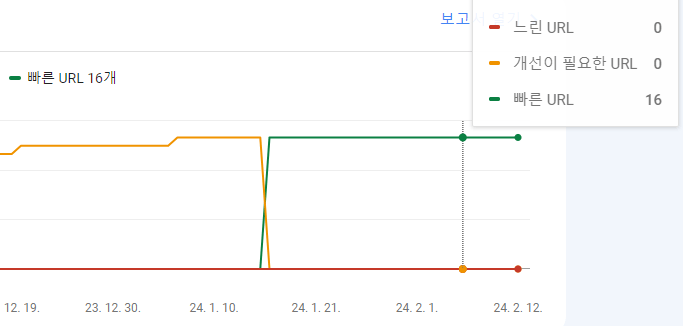 보고
느린 URL 0
개선이 필요한 URL 0
빠른 URL 16
빠른 URL 16개
12. 19. 23. 12. 30. 24. 1. 10. 24. 1. 21. 24. 2. 1. 24. 2. 12.